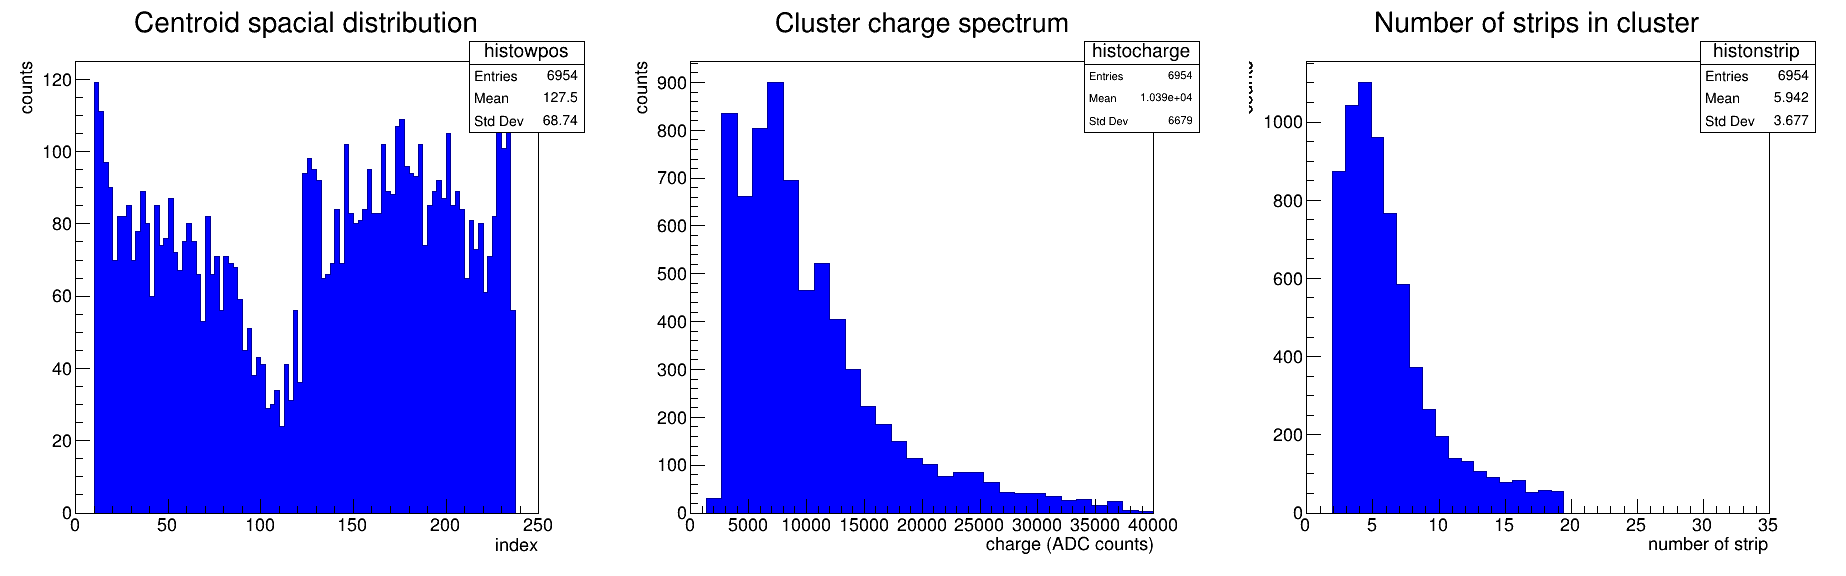 Centroid spacial distribution
histowpos
Entries 6954
Mean 127.5
Std Dev 68.74
counts
120
100
80
60
40
20
0
0 50 100 150 200 250
index
Cluster charge spectrum
histocharge
Entries 6954
Mean 1.039e+04
Std Dev 6679
counts
900
800
700
600
500
400
300
200
100
0
0 5000 10000 15000 20000 25000 30000 35000 40000
charge (ADC counts)
Number of strips in cluster
histonstrip
Entries 6954
Mean 5.942
Std Dev 3.677
1000
800
600
400
200
0
0 5 10 15 20 25 30 35
number of strip